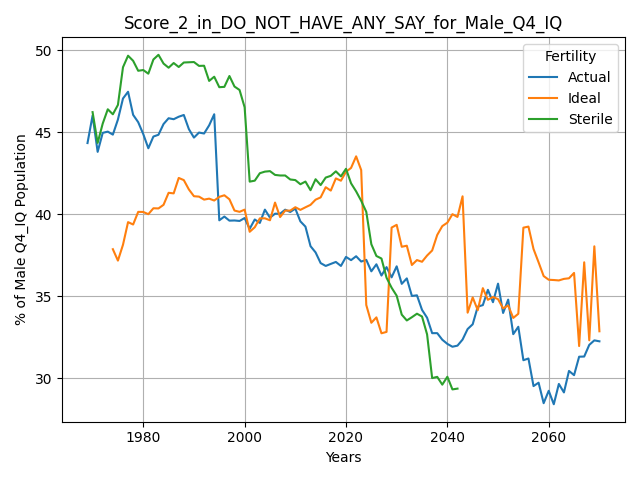 Score_2_in_DO_NOT_HAVE_ANY_SAY_for_Male_Q4_IQ
% of Male Q4_IQ Population
50
45
40
35
30
Fertility
Actual
Ideal
Sterile
1980
2000
2020
2040
2060
Years